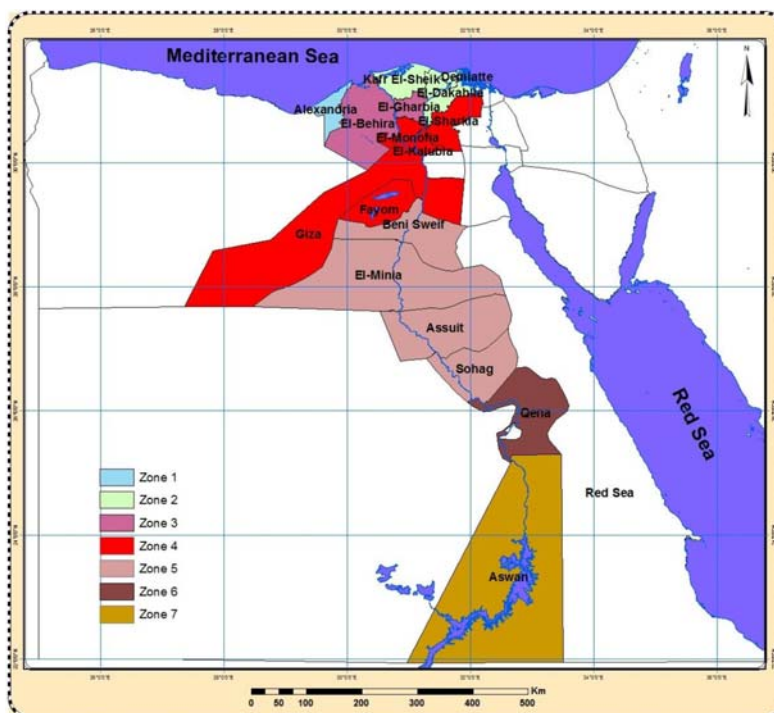 Mediterranean Sea
N
Kafr El-Sheik
El-Dakahila
Alexandria
El-Gharbia
El-Behira
El-Sharkia
El-Monofia
El-Kalubia
Fayom
Beni Sweif
Giza
El-Minia
Assuit
Sohag
Qena
Red Sea
Red Sea
Aswan
Zone 1
Zone 2
Zone 3
Zone 4
Zone 5
Zone 6
Zone 7
Km
0 50 100 200 300 400 500